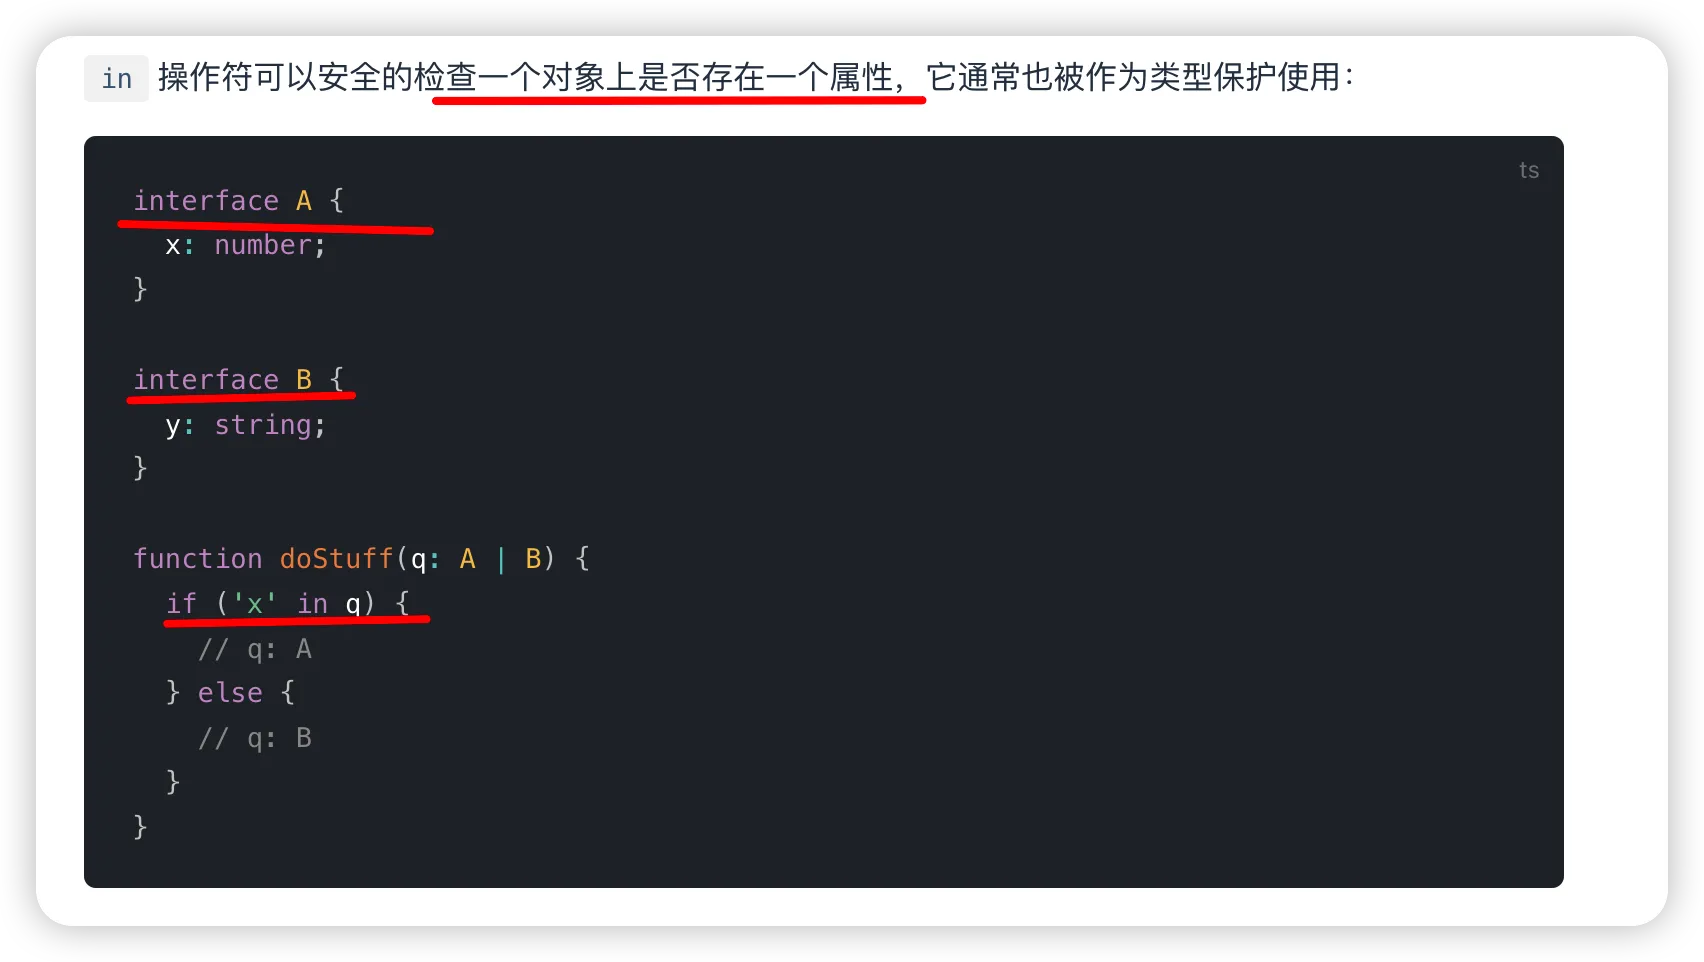 in 操作符可以安全的检查一个对象上是否存在一个属性，它通常也被作为类型保护使用：
ts
interface A {
  x: number;
}

interface B {
  y: string;
}

function doStuff(q: A | B) {
  if ('x' in q) {
    // q: A
  } else {
    // q: B
  }
}